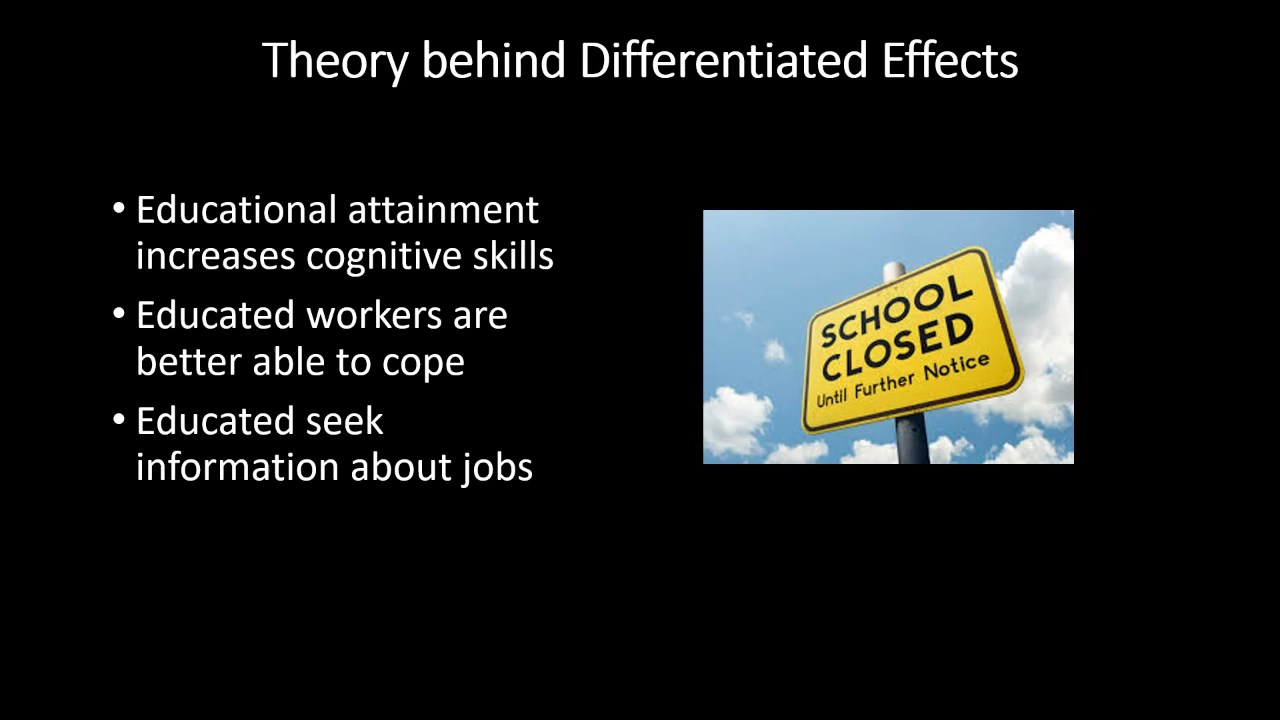 Theory behind Differentiated Effects
• Educational attainment
increases cognitive skills
• Educated workers are
better able to cope
• Educated seek
information about jobs
SCHOOL
CLOSED
Until Further Notice